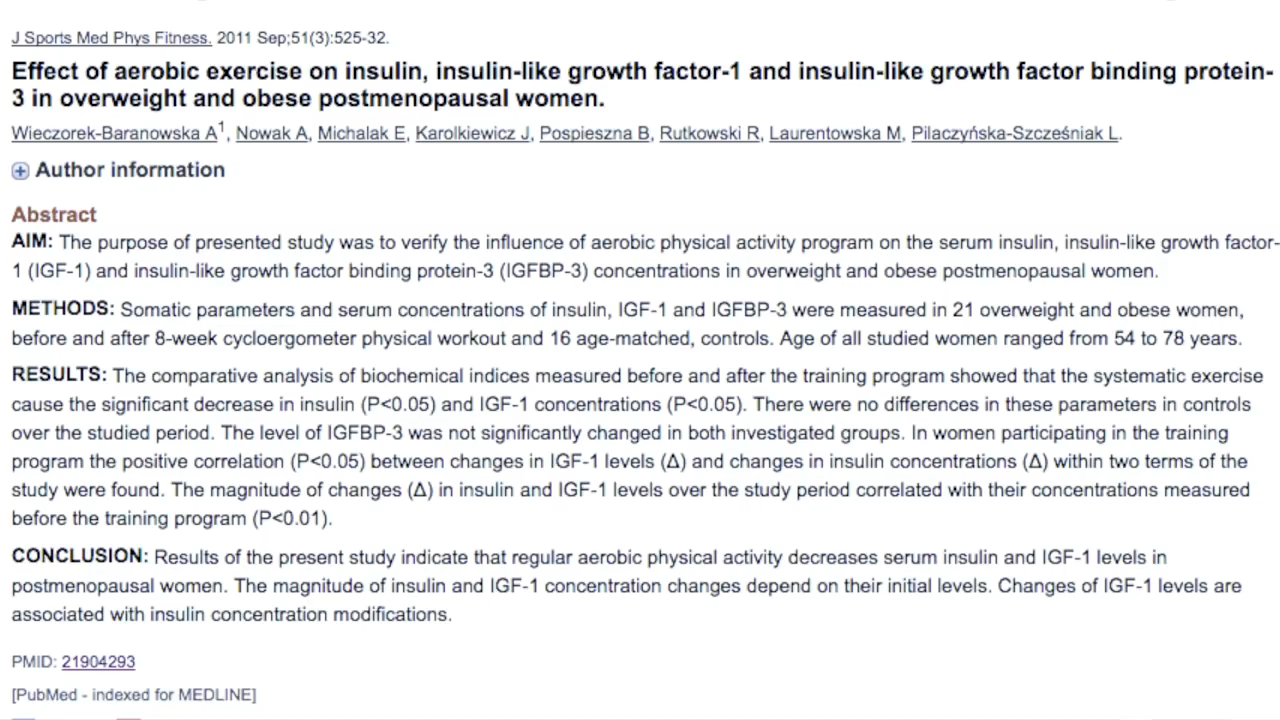 J Sports Med Phys Fitness. 2011 Sep;51(3):525-32.
Effect of aerobic exercise on insulin, insulin-like growth factor-1 and insulin-like growth factor binding protein-
3 in overweight and obese postmenopausal women.
Wieczorek-Baranowska A1, Nowak A, Michalak E, Karolkiewicz J, Pospieszna B, Rutkowski R, Laurentowska M, Pilaczyńska-Szcześniak L.
Author information
Abstract
AIM: The purpose of presented study was to verify the influence of aerobic physical activity program on the serum insulin, insulin-like growth factor-
1 (IGF-1) and insulin-like growth factor binding protein-3 (IGFBP-3) concentrations in overweight and obese postmenopausal women.
METHODS: Somatic parameters and serum concentrations of insulin, IGF-1 and IGFBP-3 were measured in 21 overweight and obese women,
before and after 8-week cycloergometer physical workout and 16 age-matched, controls. Age of all studied women ranged from 54 to 78 years.
RESULTS: The comparative analysis of biochemical indices measured before and after the training program showed that the systematic exercise
cause the significant decrease in insulin (P<0.05) and IGF-1 concentrations (P<0.05). There were no differences in these parameters in controls
over the studied period. The level of IGFBP-3 was not significantly changed in both investigated groups. In women participating in the training
program the positive correlation (P<0.05) between changes in IGF-1 levels (Δ) and changes in insulin concentrations (Δ) within two terms of the
study were found. The magnitude of changes (Δ) in insulin and IGF-1 levels over the study period correlated with their concentrations measured
before the training program (P<0.01).
CONCLUSION: Results of the present study indicate that regular aerobic physical activity decreases serum insulin and IGF-1 levels in
postmenopausal women. The magnitude of insulin and IGF-1 concentration changes depend on their initial levels. Changes of IGF-1 levels are
associated with insulin concentration modifications.
PMID: 21904293
[PubMed - indexed for MEDLINE]